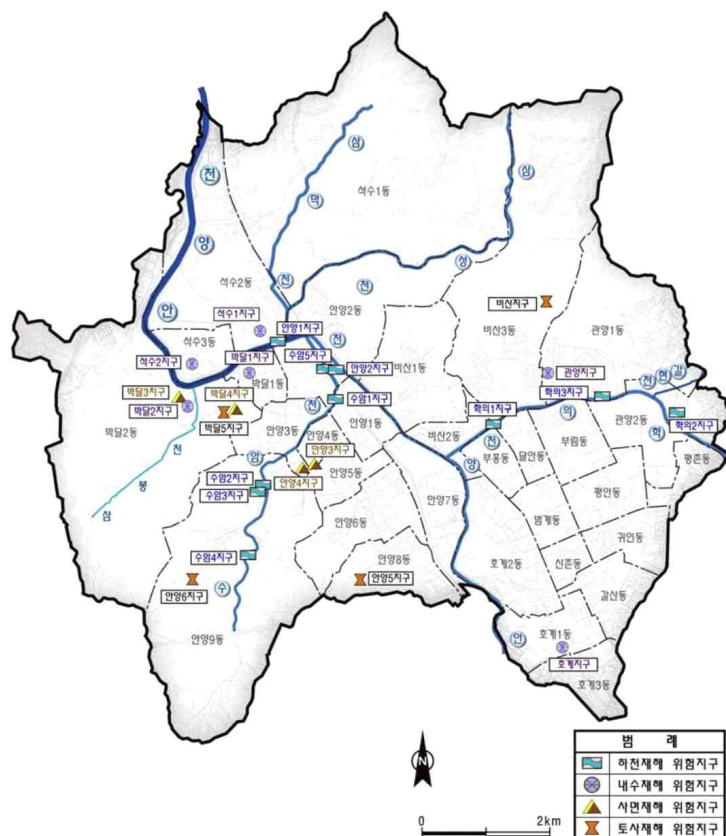 천
양
안
삼
막
천
석수1동
삼
성
천
석수2동
안양2동
비산3동
비산지구
관양1동
석수1지구
석수3동
안양1지구
천
석수2지구
박달1지구
수암5지구
안양2지구
비산1동
관양지구
천
현
갈
박달1동
박달3지구
박달4지구
박달2지구
수암1지구
학의3지구
의
학의1지구
관양2동
학
학의2지구
박달2동
박달5지구
천
안양3동
안양4동
안양1동
비산2동
천
부흥동
달안동
부림동
평촌동
암
안양3지구
안양5동
양
천
봉
삼
수암2지구
수암3지구
안양4지구
안양7동
평안동
안양6동
범계동
귀인동
수암4지구
안양8동
호계2동
신촌동
안양6지구
안양5지구
갈산동
수
안양9동
안
호계1동
호계지구
호계3동
N
0 2km
범 례
하천재해 위험지구
내수재해 위험지구
사면재해 위험지구
토사재해 위험지구